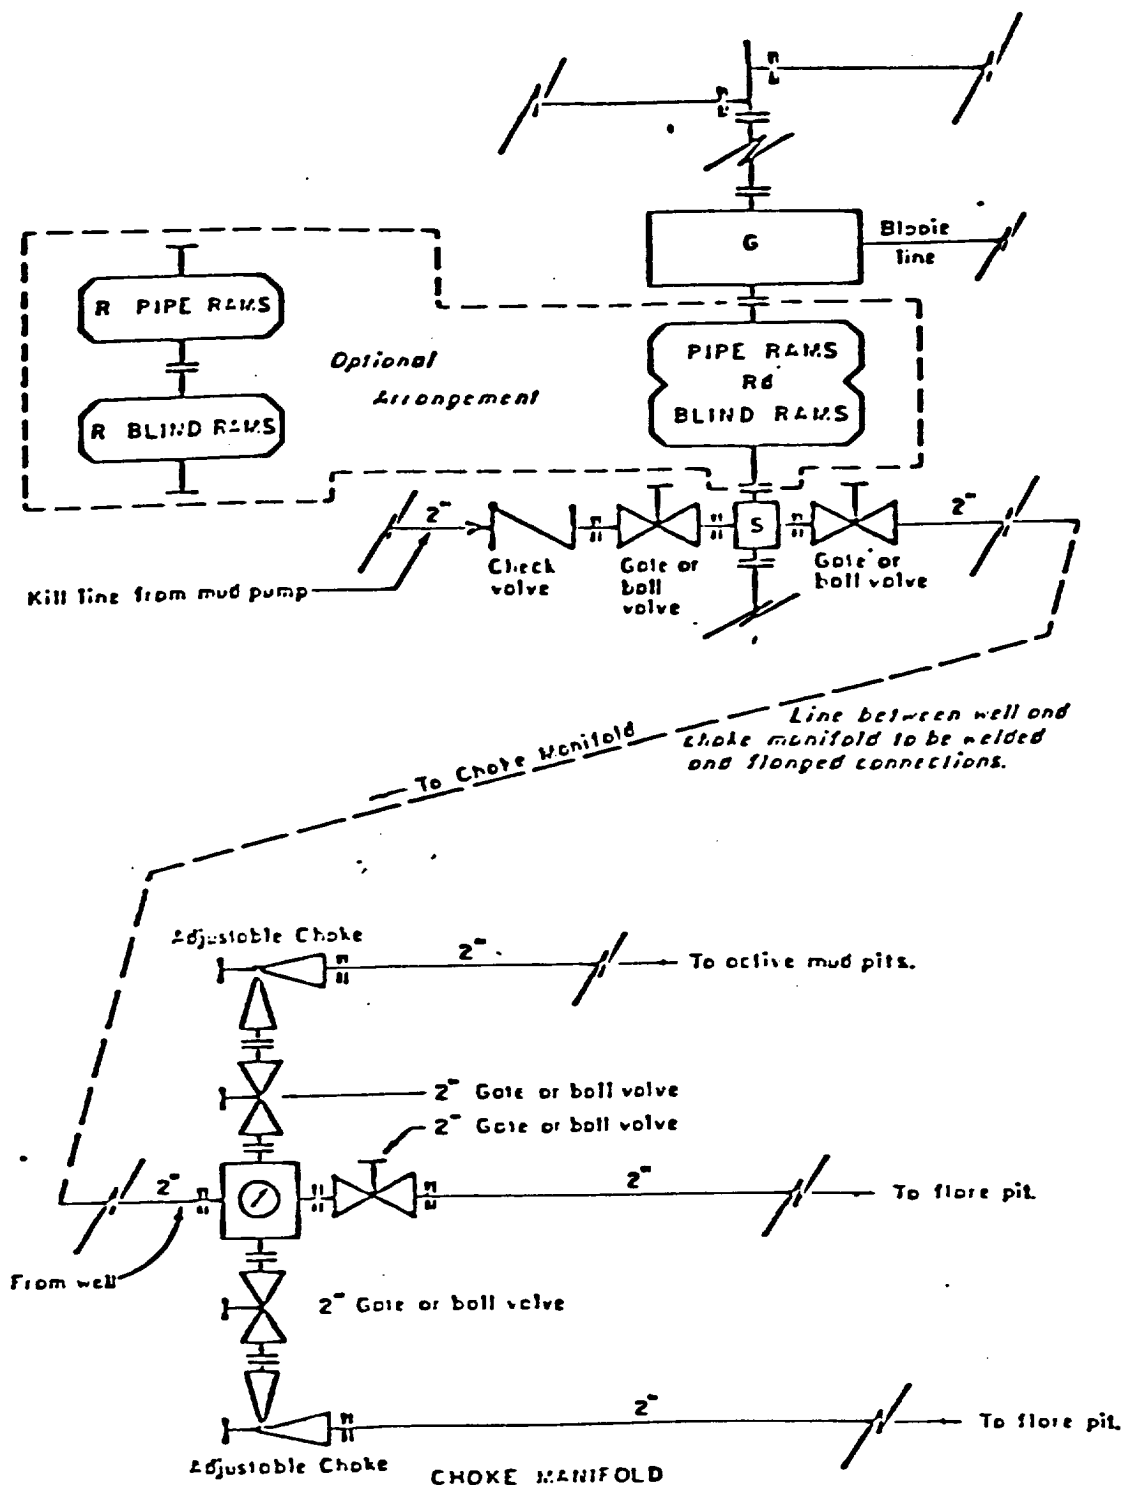 G
Blooie
line
R PIPE RAMS
R BLIND RAMS
Optional
Arrangement
PIPE RAMS
Rd
BLIND RAMS
2"
Check
valve
Gate or
ball
valve
S
Gate or
ball valve
2"
Kill line from mud pump
Line between well and
choke manifold to be welded
and flanged connections.
To Choke Manifold
Adjustable Choke
2"
To active mud pits.
2" Gate or ball valve
2" Gate or ball valve
2"
2"
To flare pit.
From well
2" Gate or ball valve
2"
To flare pit.
Adjustable Choke
CHOKE MANIFOLD